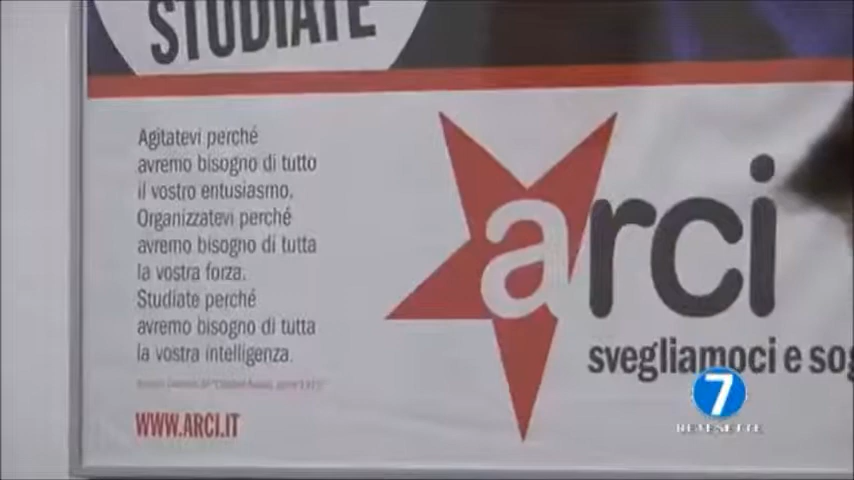 STUDIATE
Agitatevi perché
avremo bisogno di tutto
il vostro entusiasmo.
Organizzatevi perché
avremo bisogno di tutta
la vostra forza.
Studiate perché
avremo bisogno di tutta
la vostra intelligenza.
WWW.ARCI.IT
arci
svegliamoci e sog
7
RETESETTE